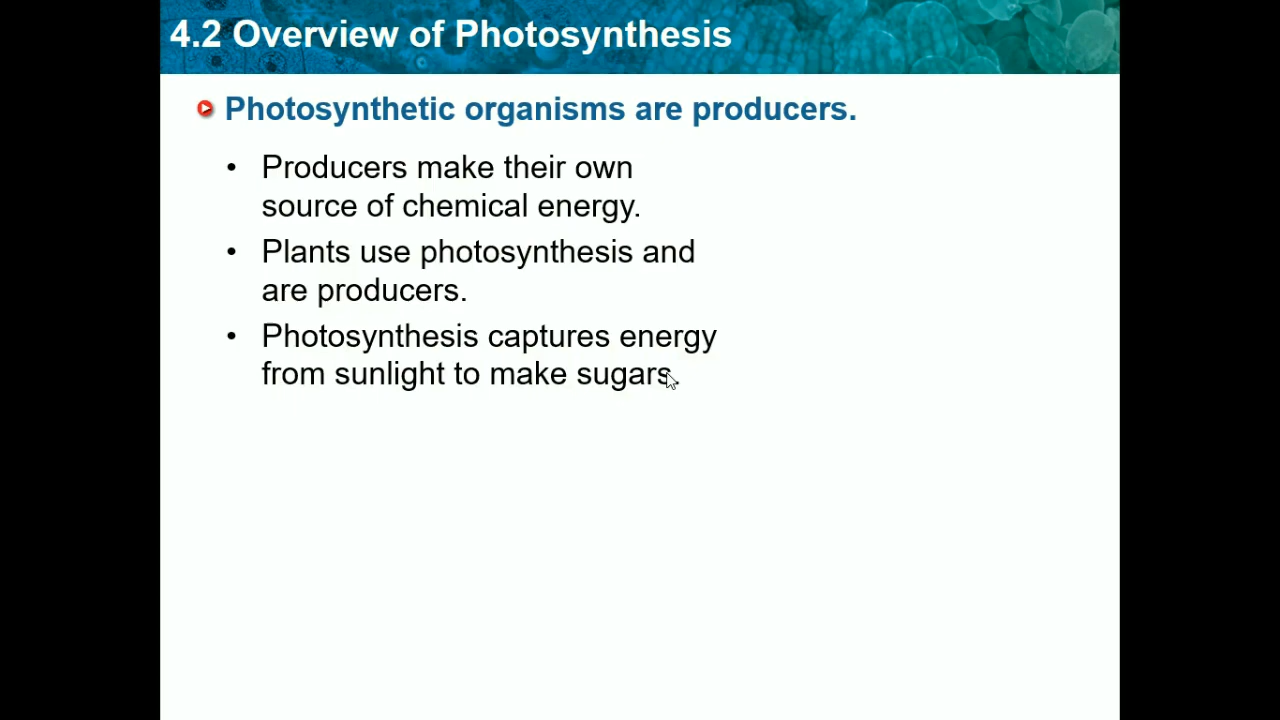 4.2 Overview of Photosynthesis
Photosynthetic organisms are producers.
• Producers make their own
source of chemical energy.
• Plants use photosynthesis and
are producers.
• Photosynthesis captures energy
from sunlight to make sugars.